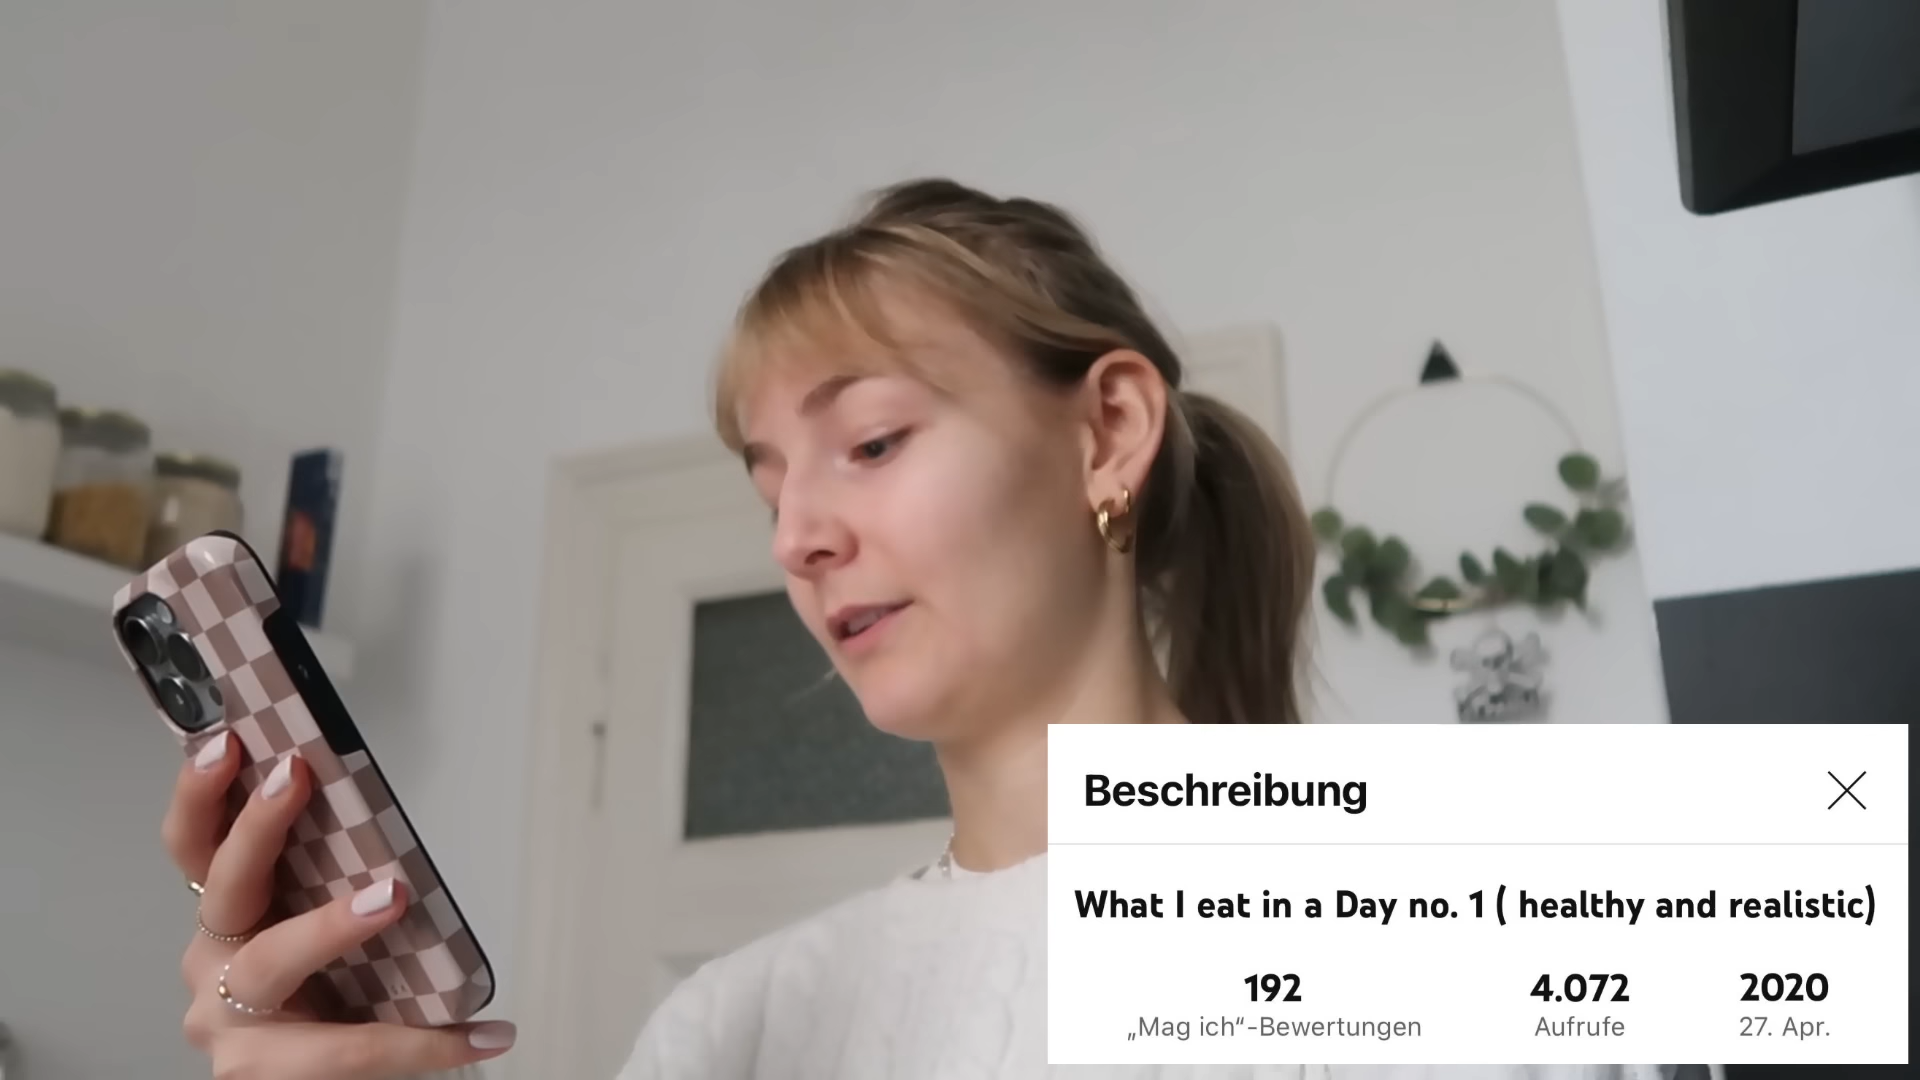 Beschreibung
What I eat in a Day no. 1 ( healthy and realistic)
192 4.072 2020
„Mag ich“-Bewertungen Aufrufe 27. Apr.